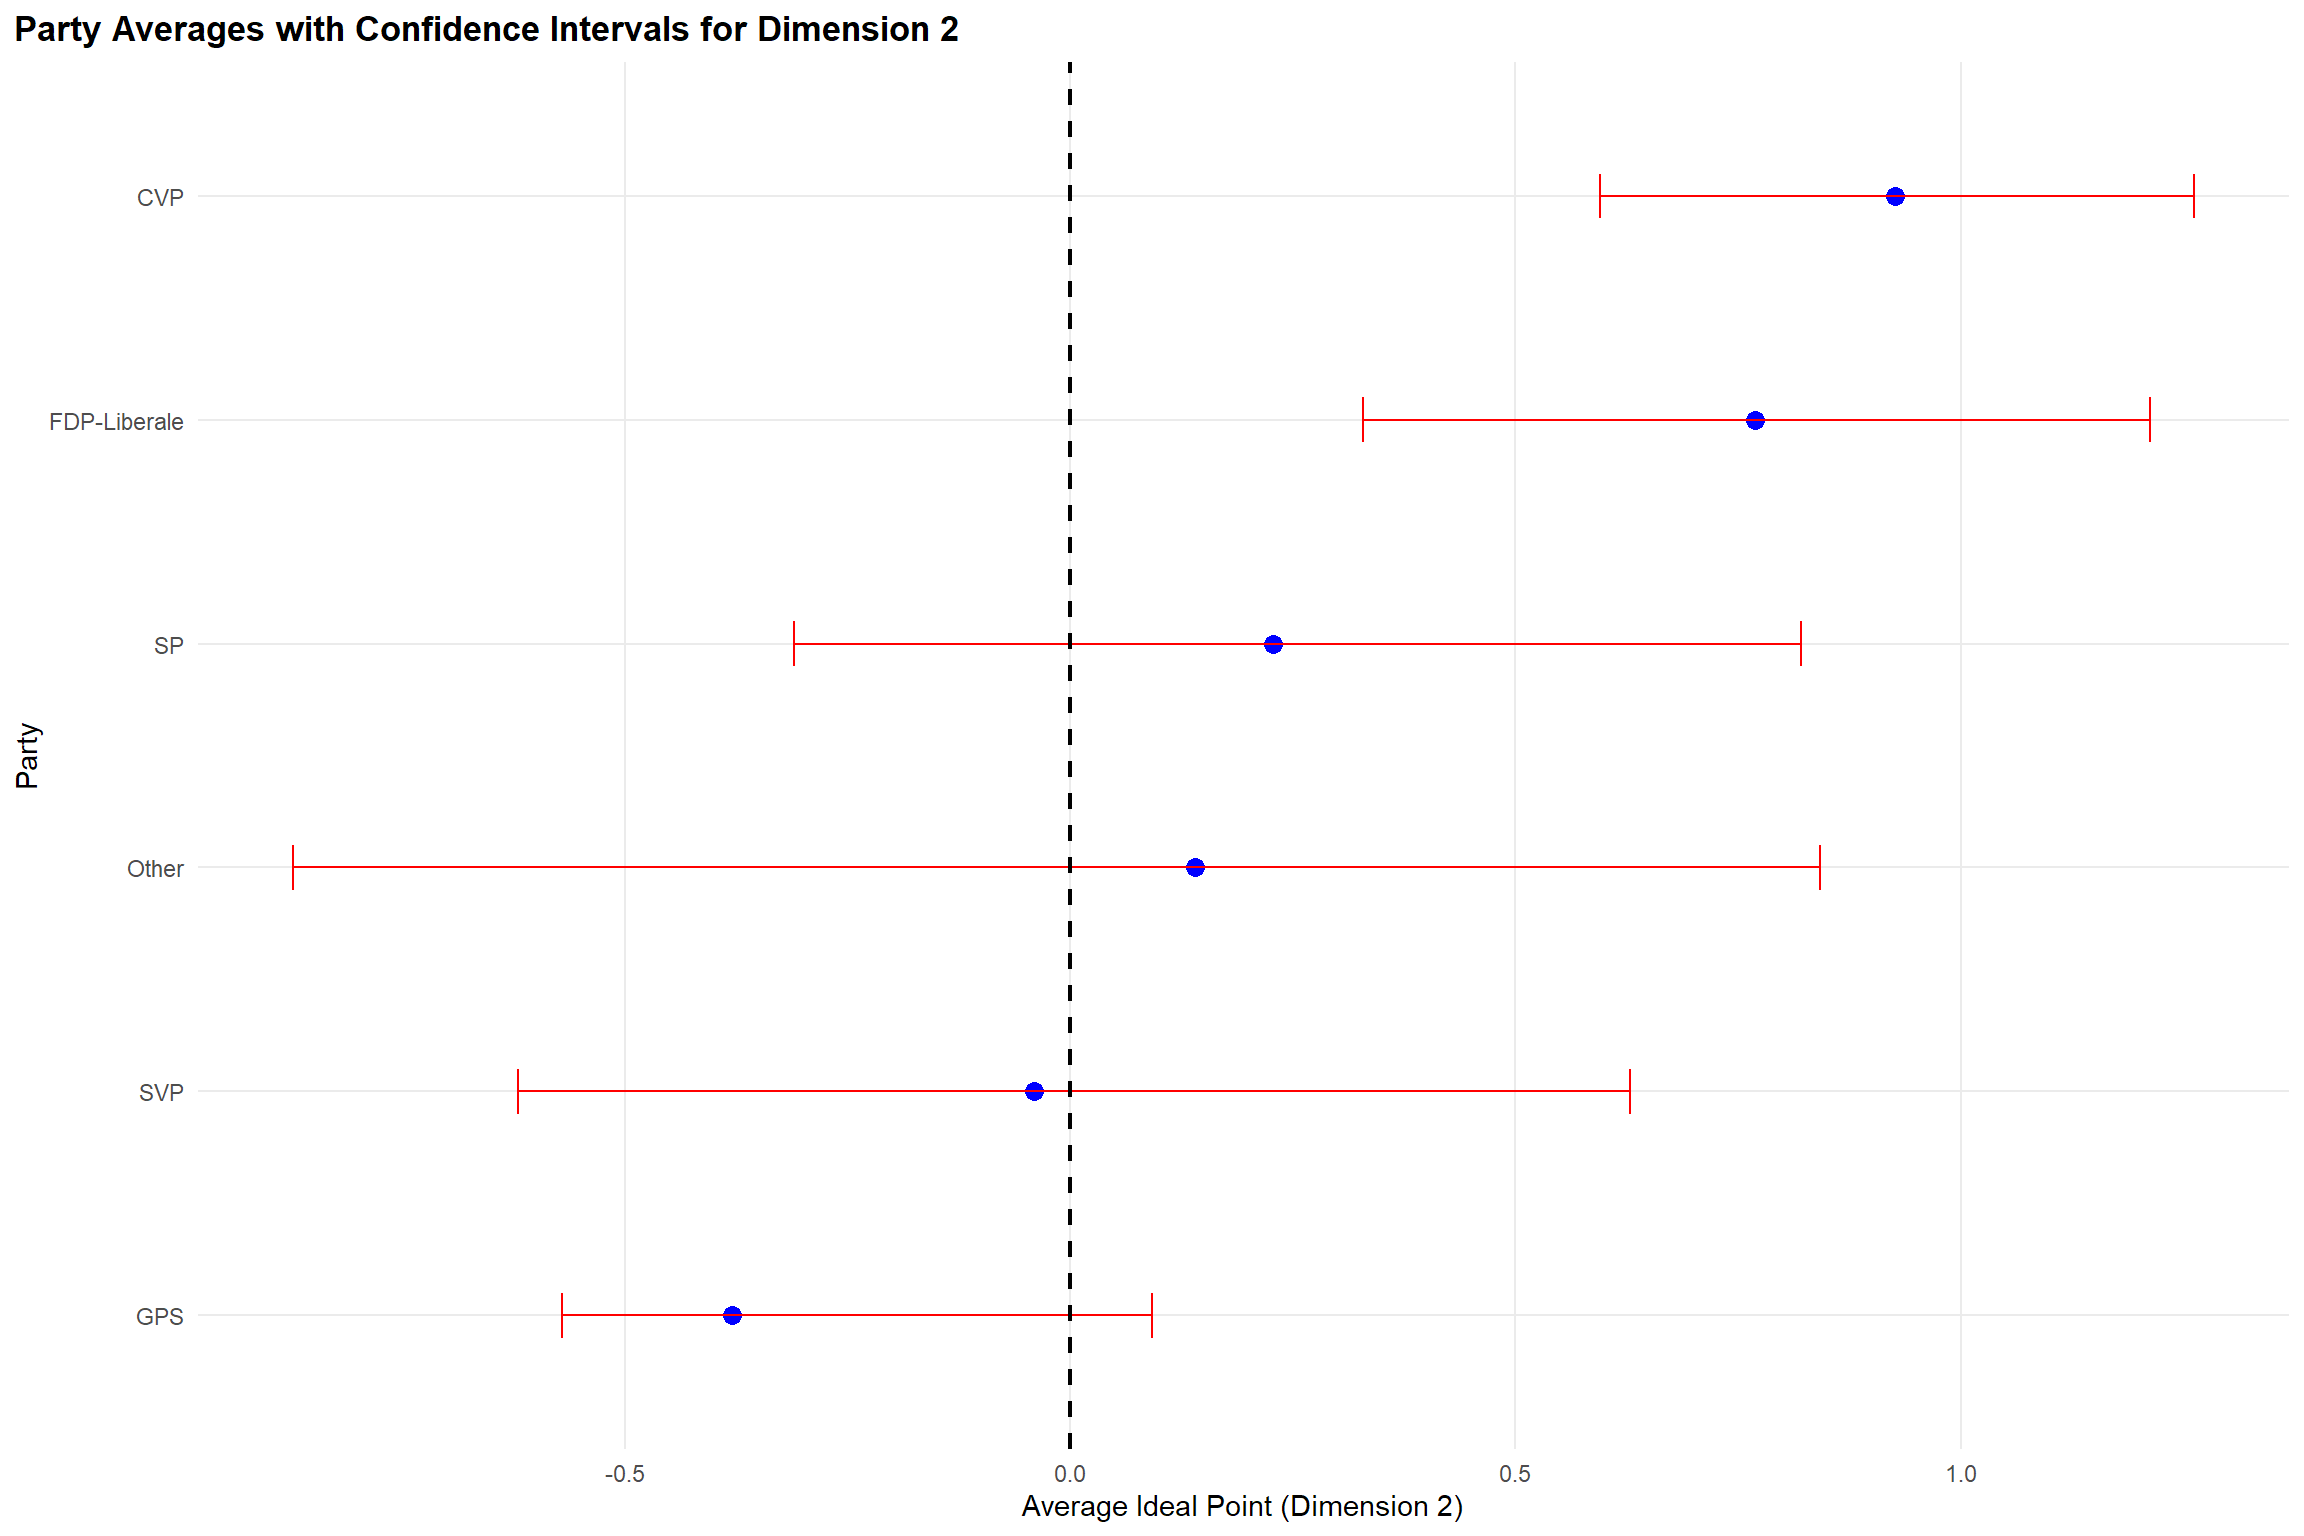 Party Averages with Confidence Intervals for Dimension 2
CVP
FDP-Liberale
SP
Other
SVP
GPS
Party
-0.5 0.0 0.5 1.0
Average Ideal Point (Dimension 2)